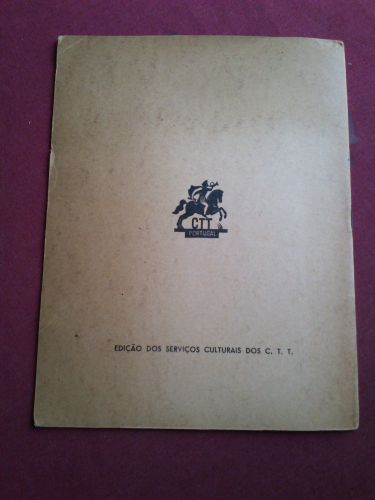 CTT
PORTUGAL
EDIÇÃO DOS SERVIÇOS CULTURAIS DOS C. T. T.